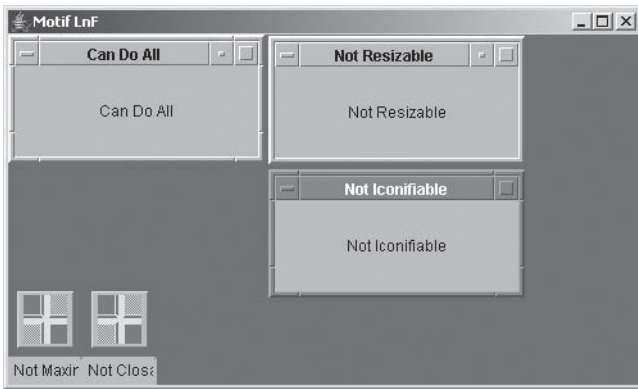 Motif LnF
Can Do All
Not Resizable
Can Do All
Not Resizable
Not Iconifiable
Not Iconifiable
Not Maxir
Not Closa